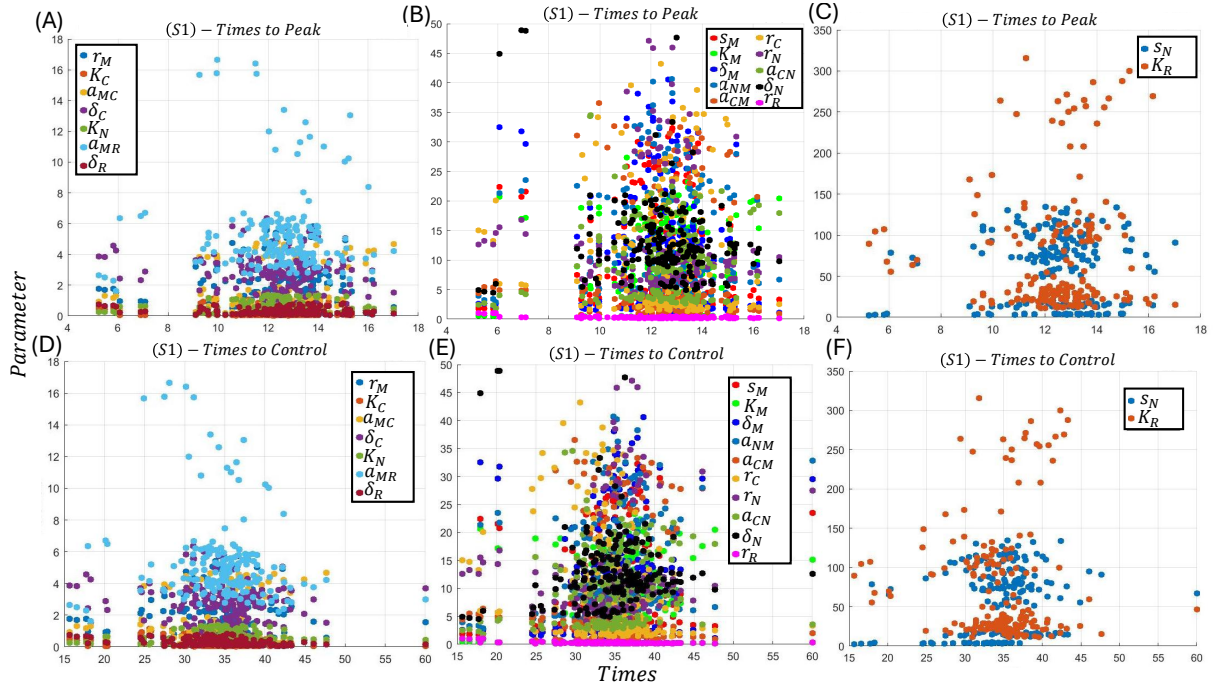 (A)
(S1) − Times to Peak
18
16
14
12
10
8
6
4
2
0
4 6 8 10 12 14 16 18
r_M
K_C
a_MC
δ_C
K_N
a_MR
δ_R
(B)
(S1) − Times to Peak
50
45
40
35
30
25
20
15
10
5
0
4 6 8 10 12 14 16 18
s_M r_C
K_M r_N
δ_M a_CN
a_NM δ_N
a_CM r_R
(C)
(S1) − Times to Peak
350
300
250
200
150
100
50
0
4 6 8 10 12 14 16 18
s_N
K_R
Parameter
(D)
(S1) − Times to Control
18
16
14
12
10
8
6
4
2
0
15 20 25 30 35 40 45 50 55 60
r_M
K_C
a_MC
δ_C
K_N
a_MR
δ_R
(E)
(S1) − Times to Control
50
45
40
35
30
25
20
15
10
5
0
15 20 25 30 35 40 45 50 55 60
s_M
K_M
δ_M
a_NM
a_CM
r_C
r_N
a_CN
δ_N
r_R
(F)
(S1) − Times to Control
350
300
250
200
150
100
50
0
15 20 25 30 35 40 45 50 55 60
s_N
K_R
Times